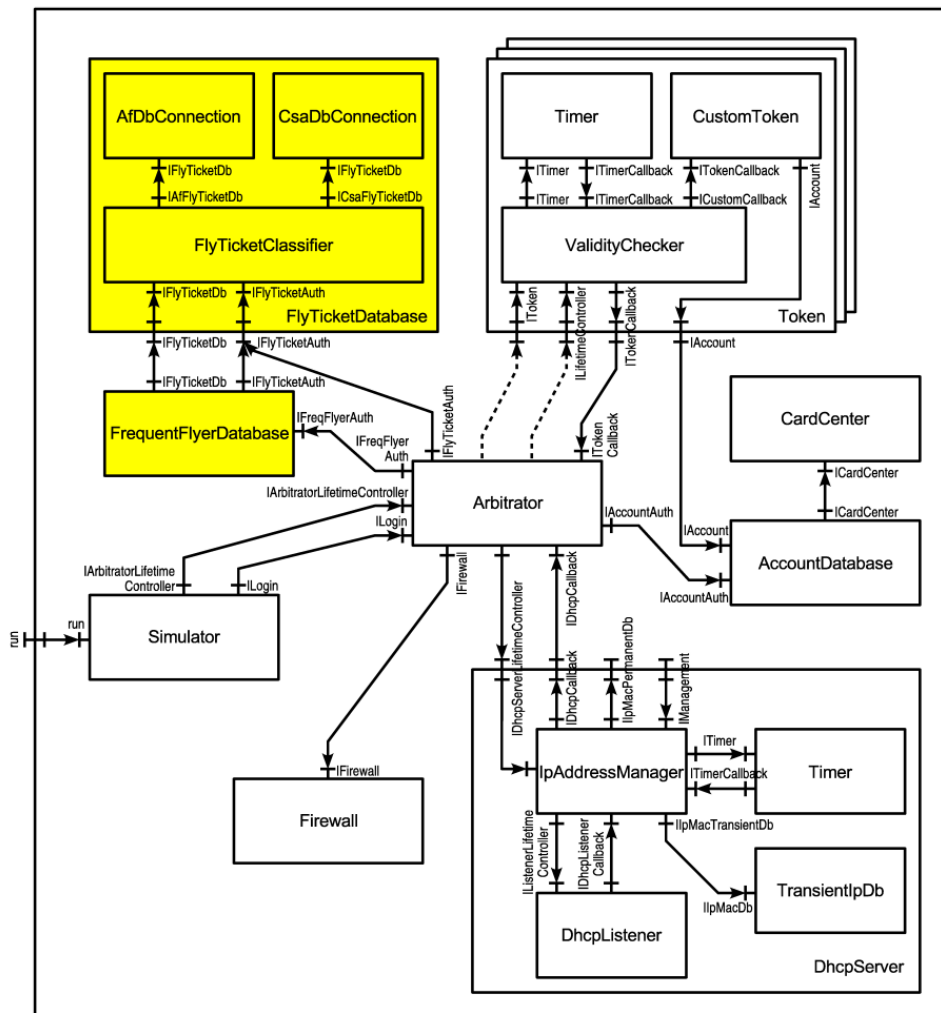 AfDbConnection
CsaDbConnection
Timer
CustomToken
IFlyTicketDb
IFlyTicketDb
ITimer
ITimerCallback
ITokenCallback
IAccount
IAfFlyTicketDb
ICsaFlyTicketDb
ITimer
ITimerCallback
ICustomCallback
FlyTicketClassifier
ValidityChecker
IFlyTicketDb
IFlyTicketAuth
IToken
ILifetimeController
ITokenCallback
FlyTicketDatabase
Token
IFlyTicketDb
IFlyTicketAuth
IAccount
IFlyTicketDb
IFlyTicketAuth
FrequentFlyerDatabase
IFreqFlyerAuth
IFreqFlyer
Auth
IFlyTicketAuth
IToken
Callback
CardCenter
ICardCenter
ICardCenter
IArbitratorLifetimeController
ILogin
Arbitrator
IAccountAuth
IAccount
AccountDatabase
IAccountAuth
IArbitratorLifetime
Controller
ILogin
IFirewall
IDhcpServerLifetimeController
IDhcpCallback
run
run
Simulator
IDhcpCallback
IIpMacPermanentDb
IManagement
IFirewall
Firewall
IpAddressManager
ITimer
ITimerCallback
Timer
IListenerLifetime
Controller
IDhcpListener
Callback
IIpMacTransientDb
IIpMacDb
TransientIpDb
DhcpListener
DhcpServer